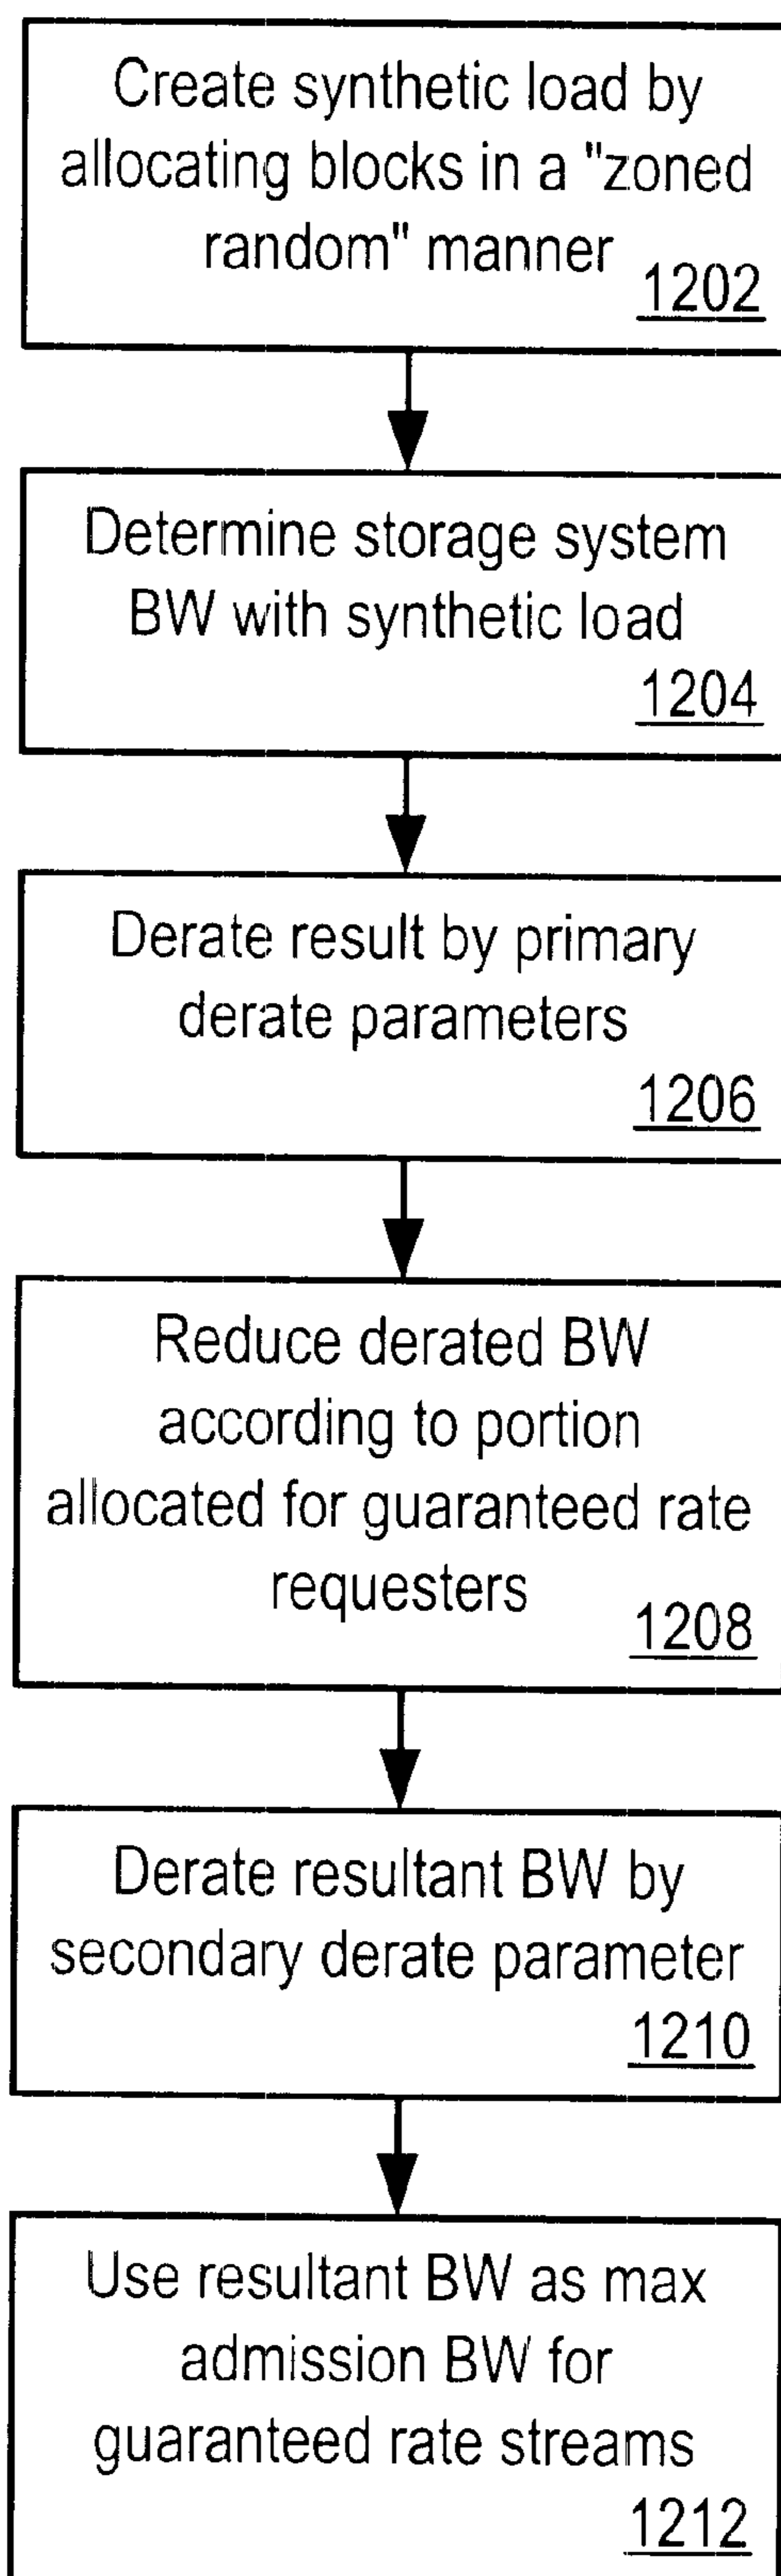 Create synthetic load by
allocating blocks in a "zoned
random" manner
1202
Determine storage system
BW with synthetic load
1204
Derate result by primary
derate parameters
1206
Reduce derated BW
according to portion
allocated for guaranteed rate
requesters
1208
Derate resultant BW by
secondary derate parameter
1210
Use resultant BW as max
admission BW for
guaranteed rate streams
1212